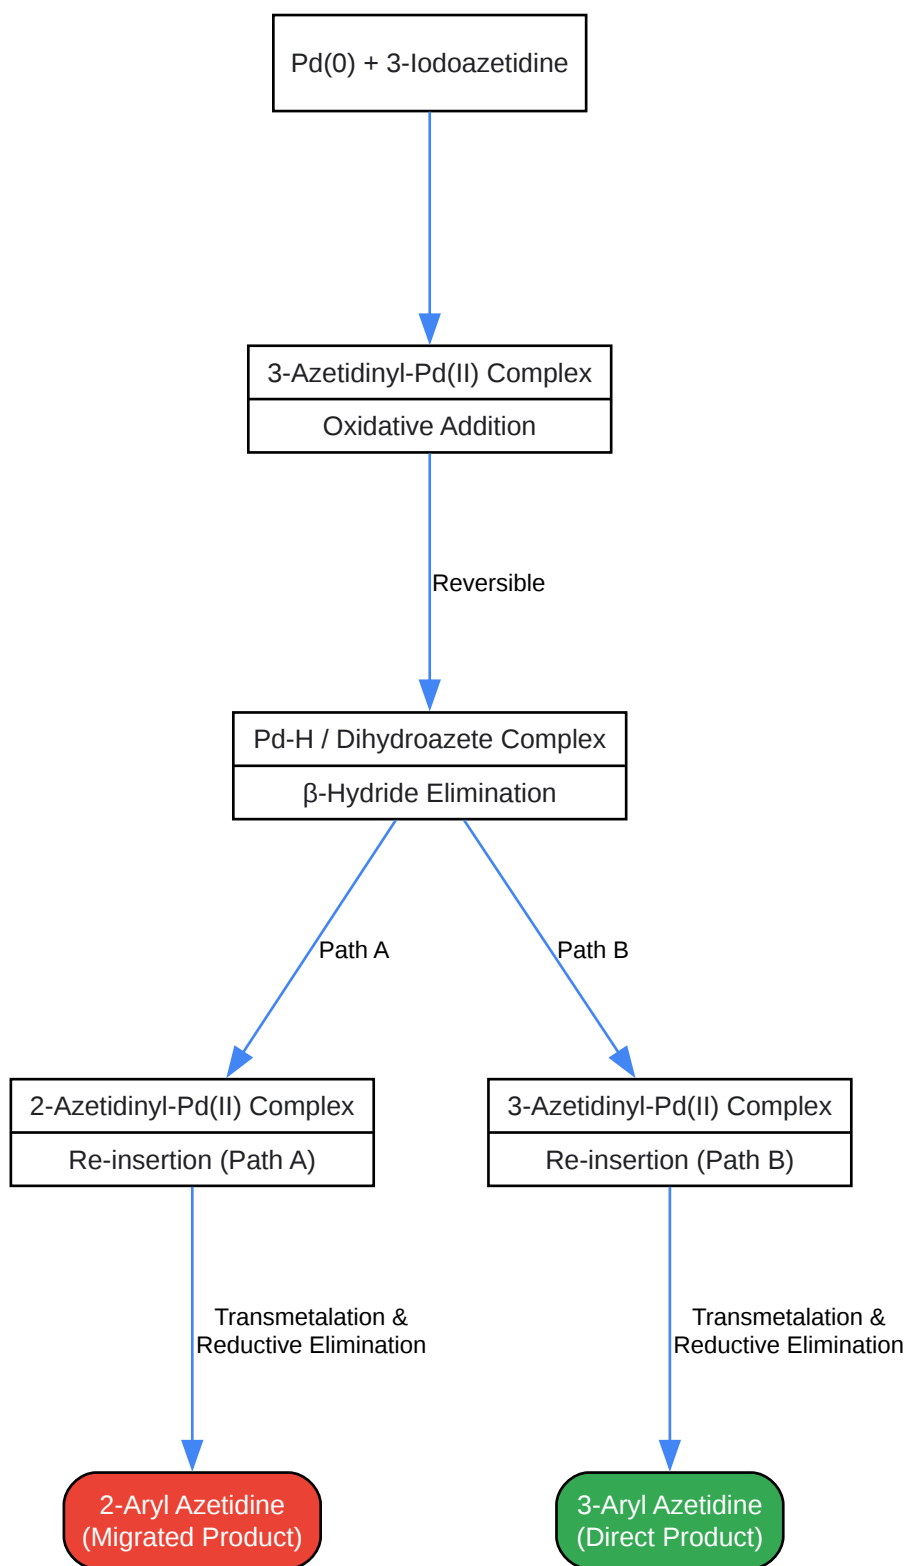 Pd(0) + 3-Iodoazetidine
3-Azetidinyl-Pd(II) Complex
Oxidative Addition
Reversible
Pd-H / Dihydroazete Complex
β-Hydride Elimination
Path A
Path B
2-Azetidinyl-Pd(II) Complex
Re-insertion (Path A)
3-Azetidinyl-Pd(II) Complex
Re-insertion (Path B)
Transmetalation &
Reductive Elimination
Transmetalation &
Reductive Elimination
2-Aryl Azetidine
(Migrated Product)
3-Aryl Azetidine
(Direct Product)